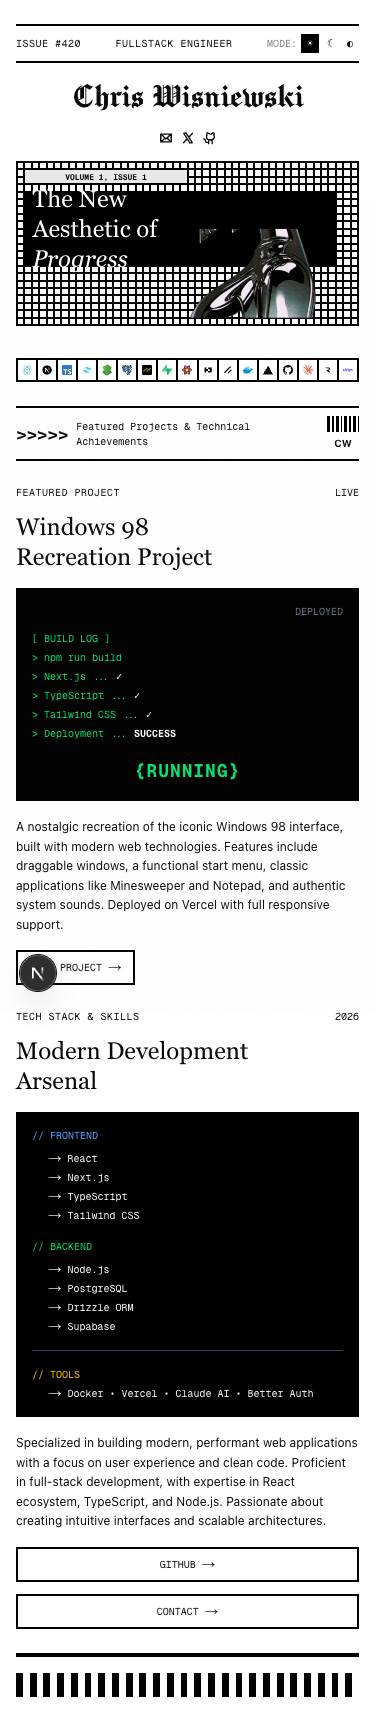 ISSUE #420
FULLSTACK ENGINEER
MODE:
Chris Wisniewski
VOLUME 1, ISSUE 1
The New
Aesthetic of
Progress
TS
>>>>>
Featured Projects & Technical
Achievements
CW
FEATURED PROJECT
LIVE
Windows 98
Recreation Project
DEPLOYED
[ BUILD LOG ]
> npm run build
> Next.js ... ✓
> TypeScript ... ✓
> Tailwind CSS ... ✓
> Deployment ... SUCCESS
{RUNNING}
A nostalgic recreation of the iconic Windows 98 interface,
built with modern web technologies. Features include
draggable windows, a functional start menu, classic
applications like Minesweeper and Notepad, and authentic
system sounds. Deployed on Vercel with full responsive
support.
N
PROJECT →
TECH STACK & SKILLS
2026
Modern Development
Arsenal
// FRONTEND
→ React
→ Next.js
→ TypeScript
→ Tailwind CSS
// BACKEND
→ Node.js
→ PostgreSQL
→ Drizzle ORM
→ Supabase
// TOOLS
→ Docker • Vercel • Claude AI • Better Auth
Specialized in building modern, performant web applications
with a focus on user experience and clean code. Proficient
in full-stack development, with expertise in React
ecosystem, TypeScript, and Node.js. Passionate about
creating intuitive interfaces and scalable architectures.
GITHUB →
CONTACT →